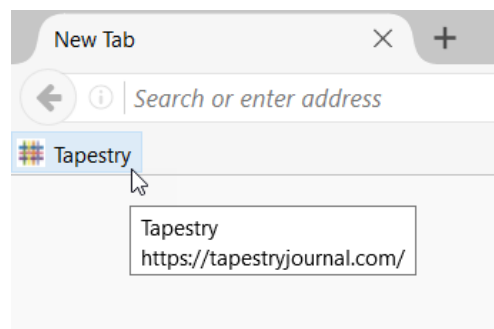 New Tab
Search or enter address
Tapestry
Tapestry
https://tapestryjournal.com/